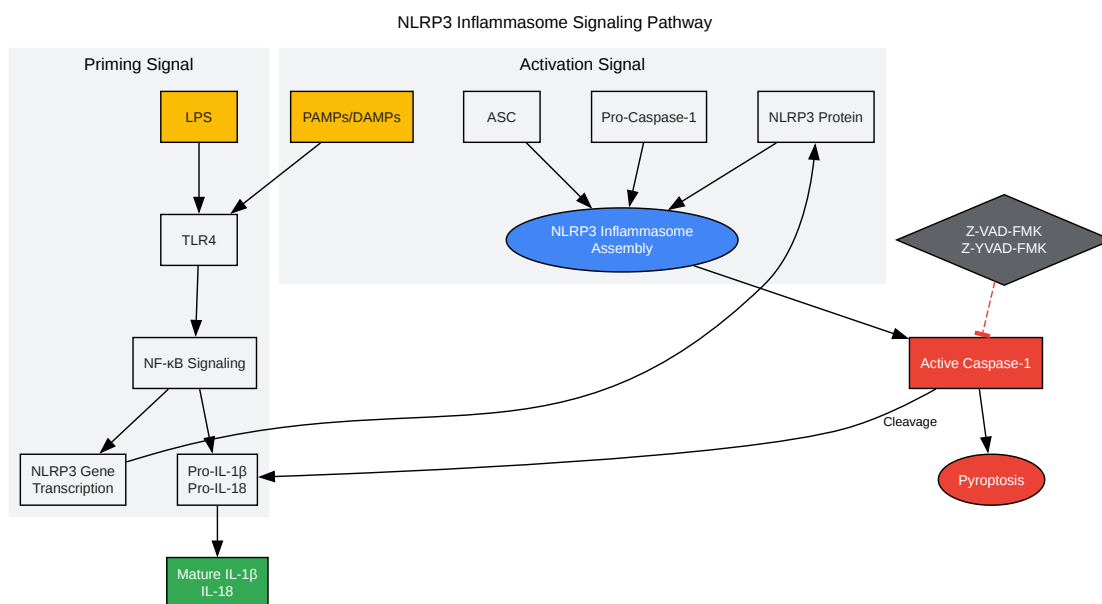 NLRP3 Inflammasome Signaling Pathway
Priming Signal
Activation Signal
LPS
PAMPs/DAMPs
ASC
Pro-Caspase-1
NLRP3 Protein
TLR4
NLRP3 Inflammasome
Assembly
Z-VAD-FMK
Z-YVAD-FMK
NF-κB Signaling
Active Caspase-1
Cleavage
NLRP3 Gene
Transcription
Pro-IL-1β
Pro-IL-18
Pyroptosis
Mature IL-1β
IL-18